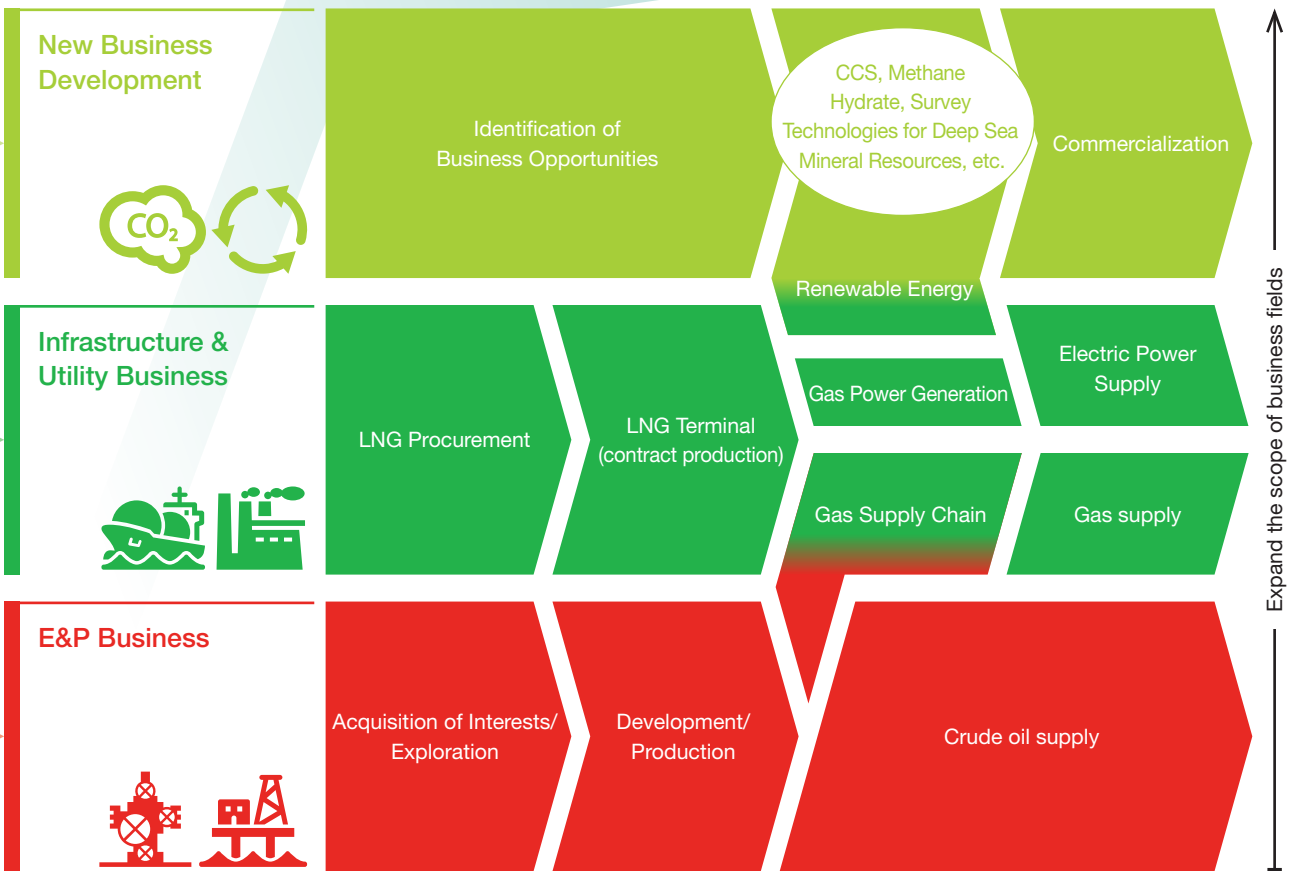 New Business
Development
CO₂
Identification of
Business Opportunities
CCS, Methane
Hydrate, Survey
Technologies for Deep Sea
Mineral Resources, etc.
Commercialization
Renewable Energy
Infrastructure &
Utility Business
LNG Procurement
LNG Terminal
(contract production)
Gas Power Generation
Electric Power
Supply
Gas Supply Chain
Gas supply
E&P Business
Acquisition of Interests/
Exploration
Development/
Production
Crude oil supply
Expand the scope of business fields